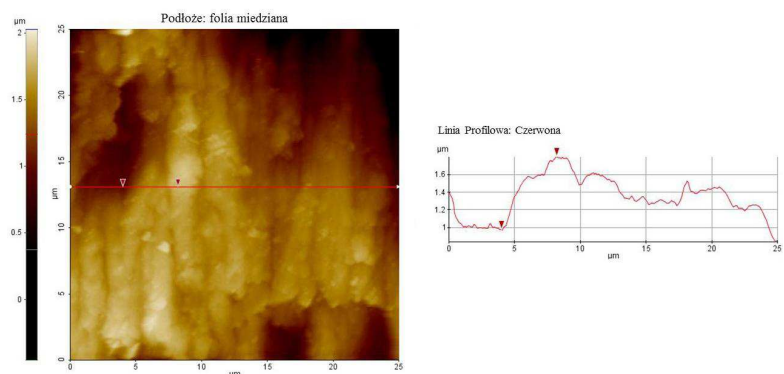 Podłoże: folia miedziana
µm
2
1.5
1
0.5
0
25
20
15
10
5
0
µm
0 5 10 15 20 25
µm
Linia Profilowa: Czerwona
µm
1.6
1.4
1.2
1
0 5 10 15 20 25
µm